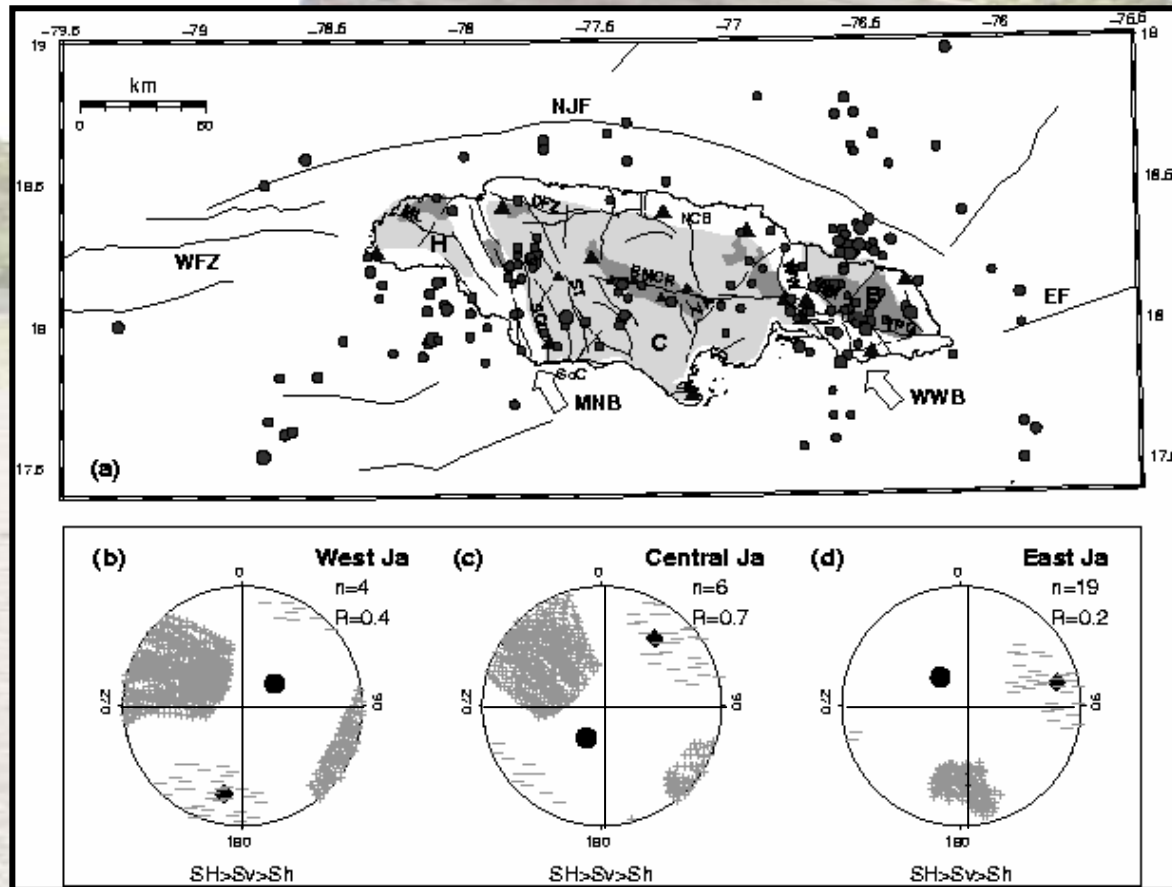 -79.5 -79 -78.5 -78 -77.5 -77 -76.5 -76 -75.5
19 19
km
0 50
NJF
18.5 18.5
DFZ
NCB
H
WFZ
RMCR
EF
18 18
C
SoC
MNB
WWB
17.5
(a)
(b) West Ja
n=4
R=0.4
0
270 90
180
SH>Sv>Sh
(c) Central Ja
n=6
R=0.7
0
270 90
180
SH>Sv>Sh
(d) East Ja
n=19
R=0.2
0
270 90
180
SH>Sv>Sh